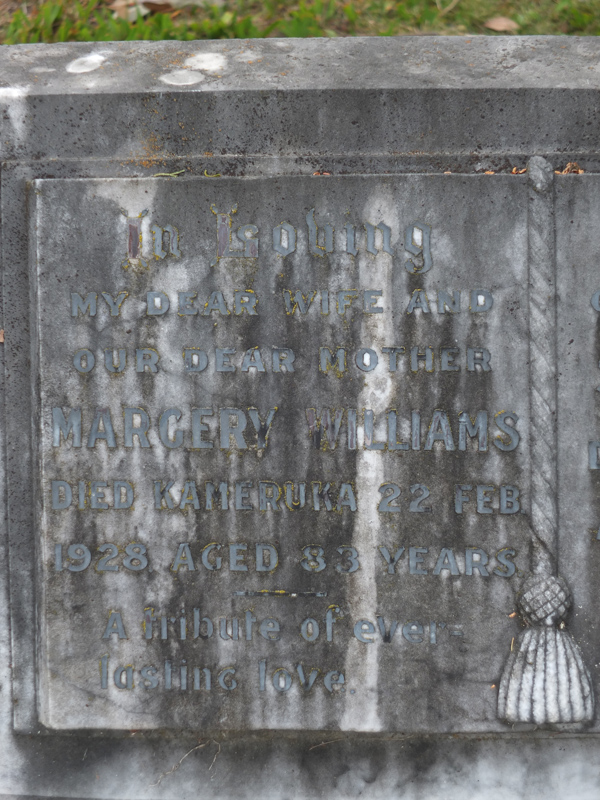 In Loving
MY DEAR WIFE AND
OUR DEAR MOTHER
MARGERY WILLIAMS
DIED KAMERUKA 22 FEB.
1928 AGED 83 YEARS
A tribute of ever-
lasting love.